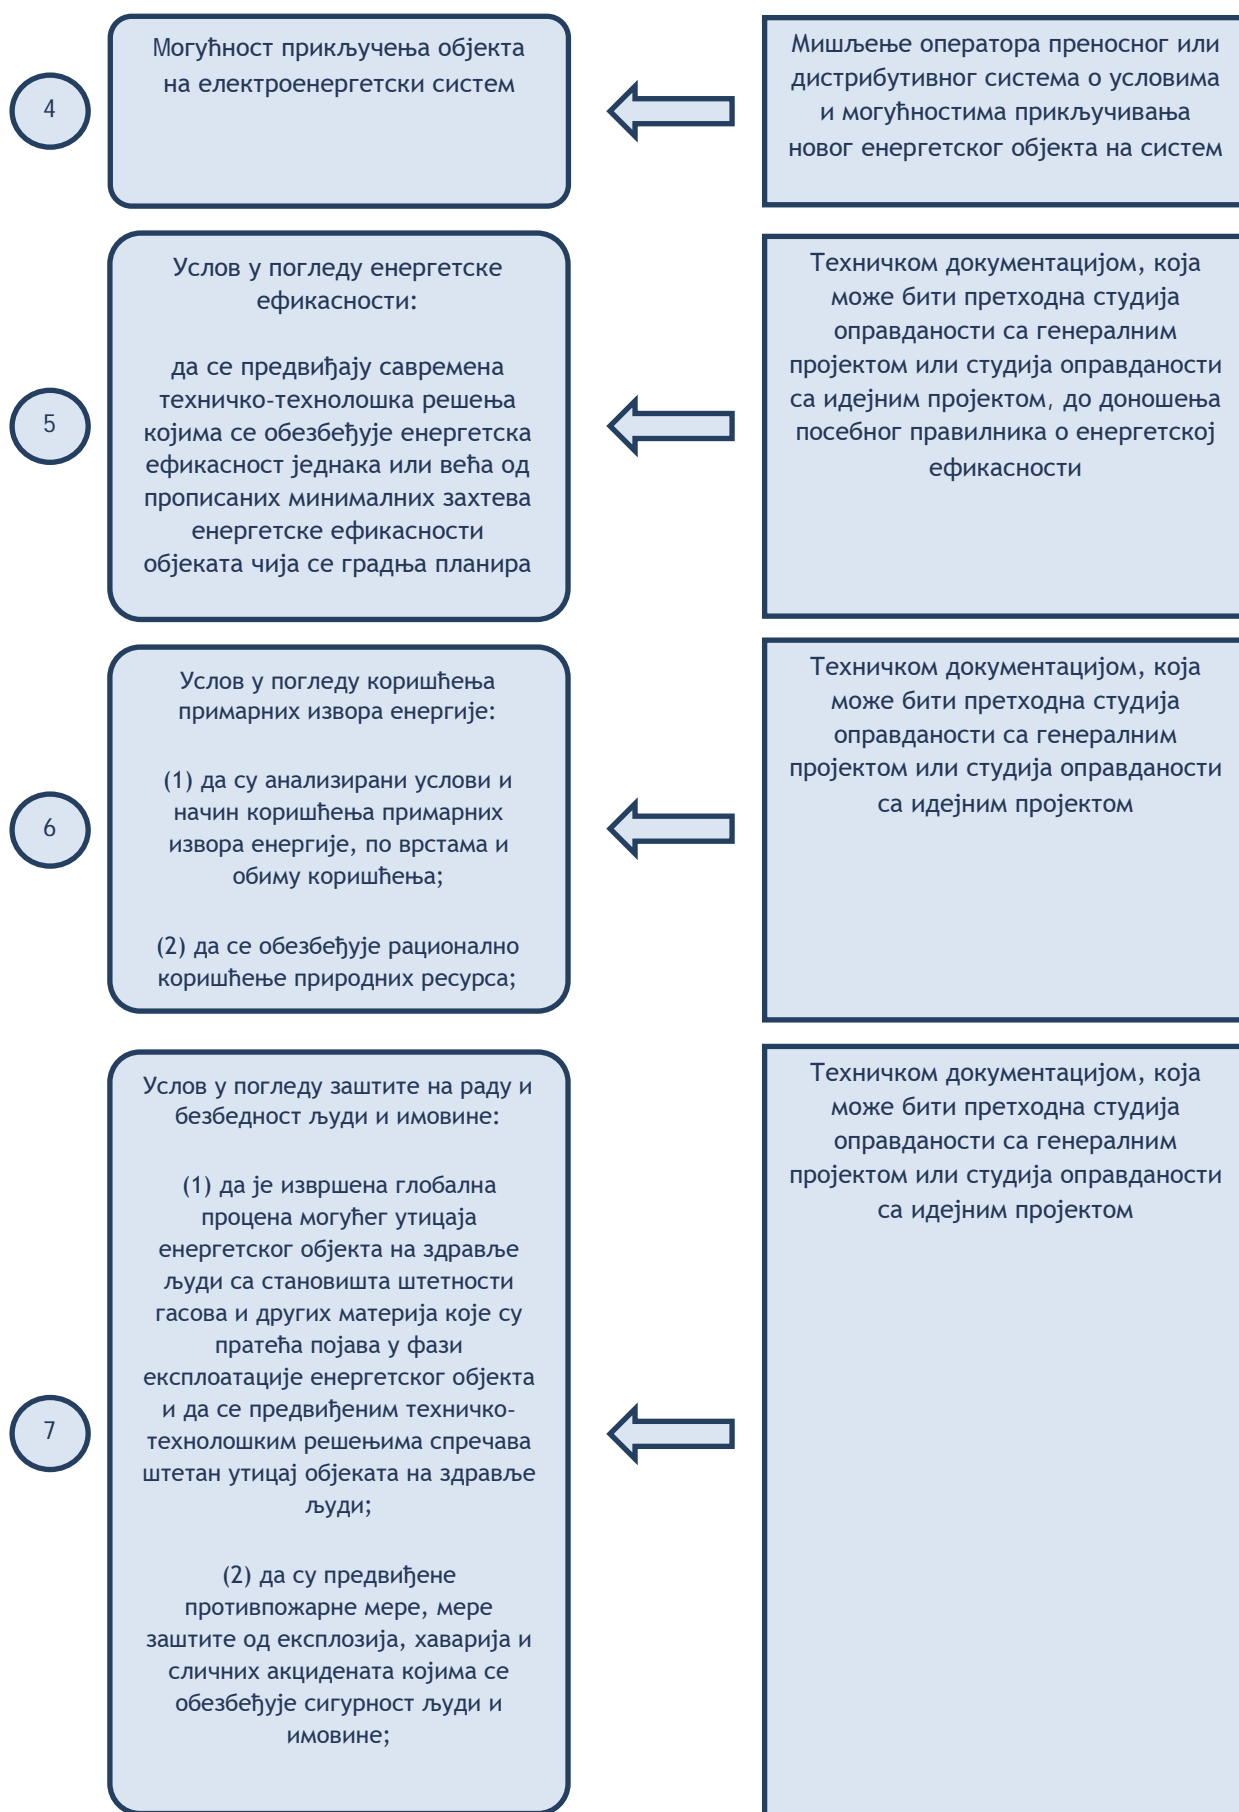 4
Могућност прикључења објекта
на електроенергетски систем
Мишљење оператора преносног или
дистрибутивног система о условима
и могућностима прикључивања
новог енергетског објекта на систем
5
Услов у погледу енергетске
ефикасности:
да се предвиђају савремена
техничко-технолошка решења
којима се обезбеђује енергетска
ефикасност једнака или већа од
прописаних минималних захтева
енергетске ефикасности
објеката чија се градња планира
Техничком документацијом, која
може бити претходна студија
оправданости са генералним
пројектом или студија оправданости
са идејним пројектом, до доношења
посебног правилника о енергетској
ефикасности
6
Услов у погледу коришћења
примарних извора енергије:
(1) да су анализирани услови и
начин коришћења примарних
извора енергије, по врстама и
обиму коришћења;
(2) да се обезбеђује рационално
коришћење природних ресурса;
Техничком документацијом, која
може бити претходна студија
оправданости са генералним
пројектом или студија оправданости
са идејним пројектом
7
Услов у погледу заштите на раду и
безбедност људи и имовине:
(1) да је извршена глобална
процена могућег утицаја
енергетског објекта на здравље
људи са становишта штетности
гасова и других материја које су
пратећа појава у фази
експлоатације енергетског објекта
и да се предвиђеним техничко-
технолошким решењима спречава
штетан утицај објеката на здравље
људи;
(2) да су предвиђене
противпожарне мере, мере
заштите од експлозија, хаварија и
сличних акцидената којима се
обезбеђује сигурност људи и
имовине;
Техничком документацијом, која
може бити претходна студија
оправданости са генералним
пројектом или студија оправданости
са идејним пројектом